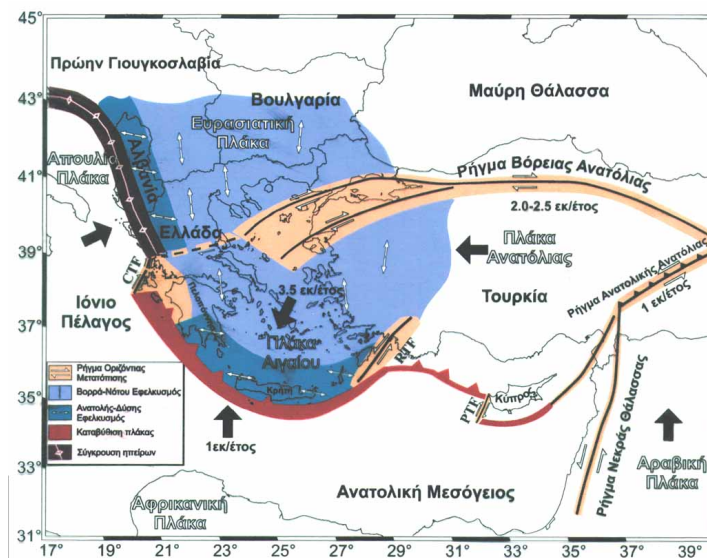 45°
43°
41°
39°
37°
35°
33°
31°
Πρώην Γιουγκοσλαβία
Βουλγαρία
Μαύρη Θάλασσα
Ευρασιατική
Πλάκα
Απουλια
Πλάκα
Αλβανία
Ρήγμα Βόρειας Ανατόλιας
2.0-2.5 εκ/έτος
Ελλάδα
Πλάκα
Ανατόλιας
CTF
Ιόνιο
Πέλαγος
3.5 εκ/έτος
Τουρκία
Ρήγμα Ανατολικής Ανατόλιας
1 εκ/έτος
Πλάκα
Αιγαίου
RTF
Κρήτη
PTF
Κύπρος
1εκ/έτος
Ρήγμα Νεκράς Θάλασσας
Αραβική
Πλάκα
Ανατολική Μεσόγειος
Αφρικανική
Πλάκα
Ρήγμα Οριζόντιας
Μετατόπισης
Βορρά-Νότου Εφελκυσμός
Ανατολής-Δύσης
Εφελκυσμός
Καταβύθιση πλάκας
Σύγκρουση ηπείρων
17° 19° 21° 23° 25° 27° 29° 31° 33° 35° 37° 39°